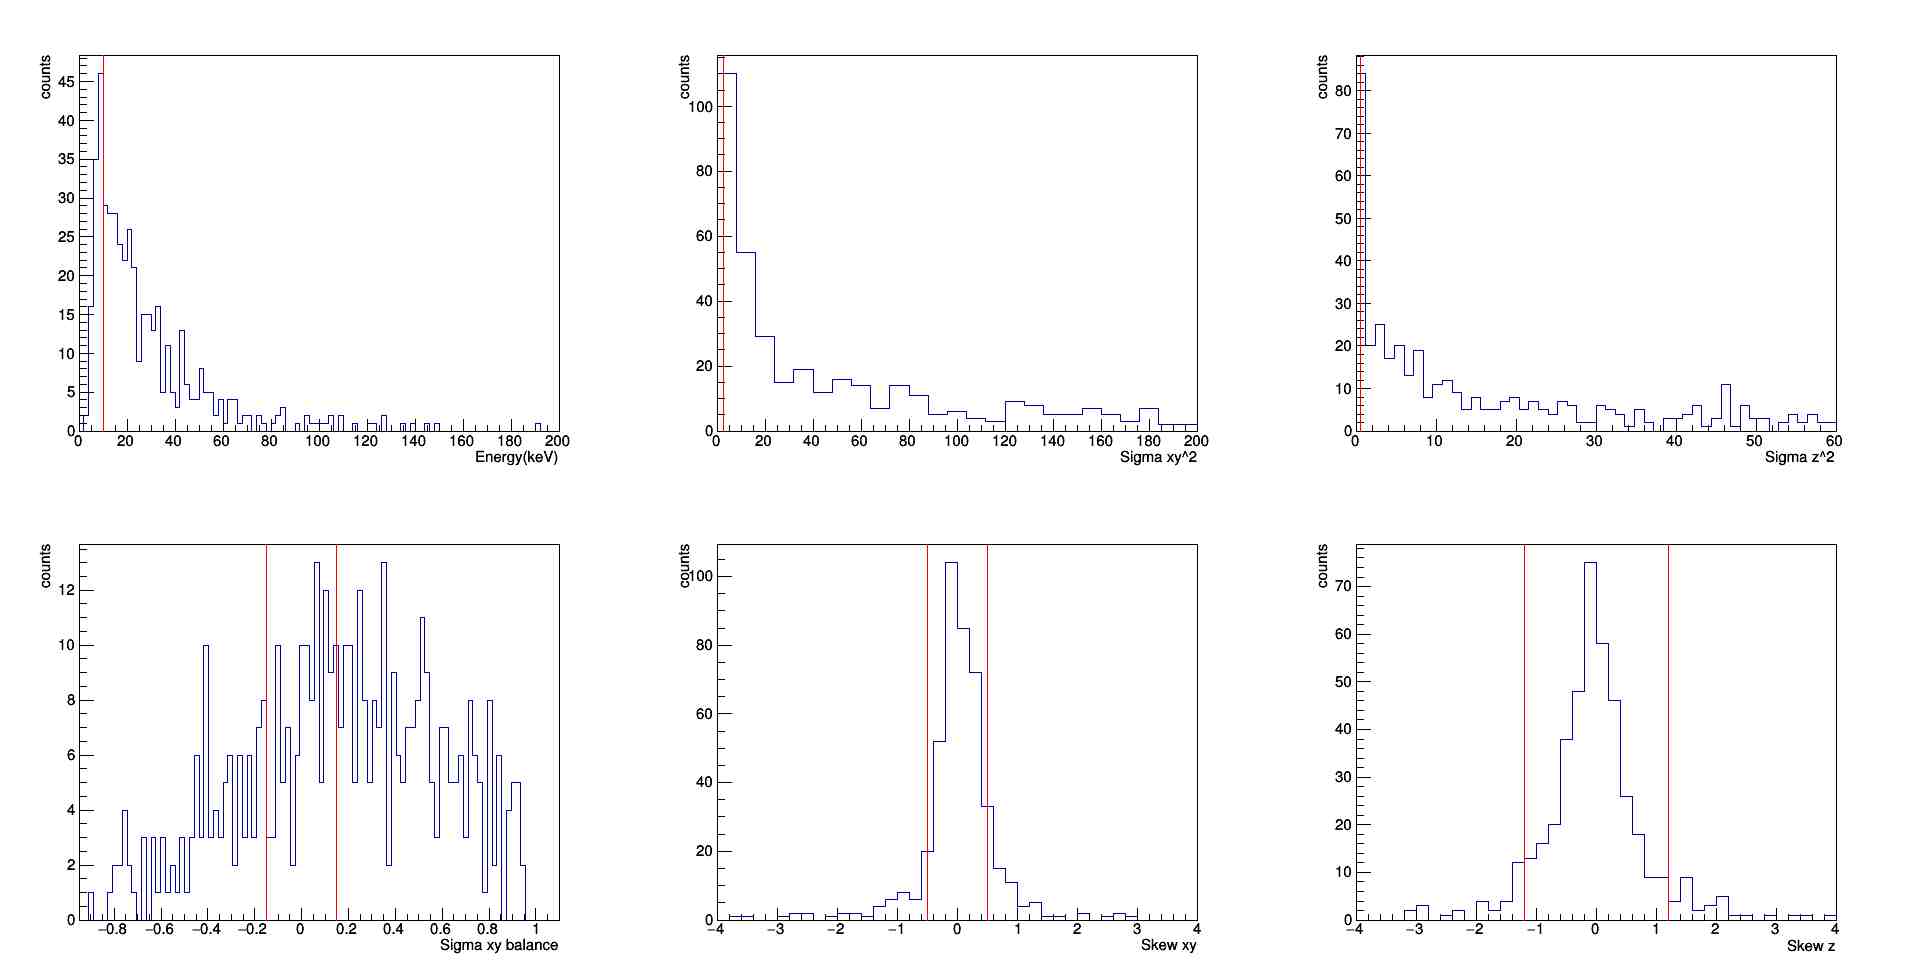 counts
45
40
35
30
25
20
15
10
5
0
0 20 40 60 80 100 120 140 160 180 200
Energy(keV)
counts
100
80
60
40
20
0
0 20 40 60 80 100 120 140 160 180 200
Sigma xy^2
counts
80
70
60
50
40
30
20
10
0
0 10 20 30 40 50 60
Sigma z^2
counts
12
10
8
6
4
2
0
−0.8 −0.6 −0.4 −0.2 0 0.2 0.4 0.6 0.8 1
Sigma xy balance
counts
100
80
60
40
20
0
−4 −3 −2 −1 0 1 2 3 4
Skew xy
counts
70
60
50
40
30
20
10
0
−4 −3 −2 −1 0 1 2 3 4
Skew z